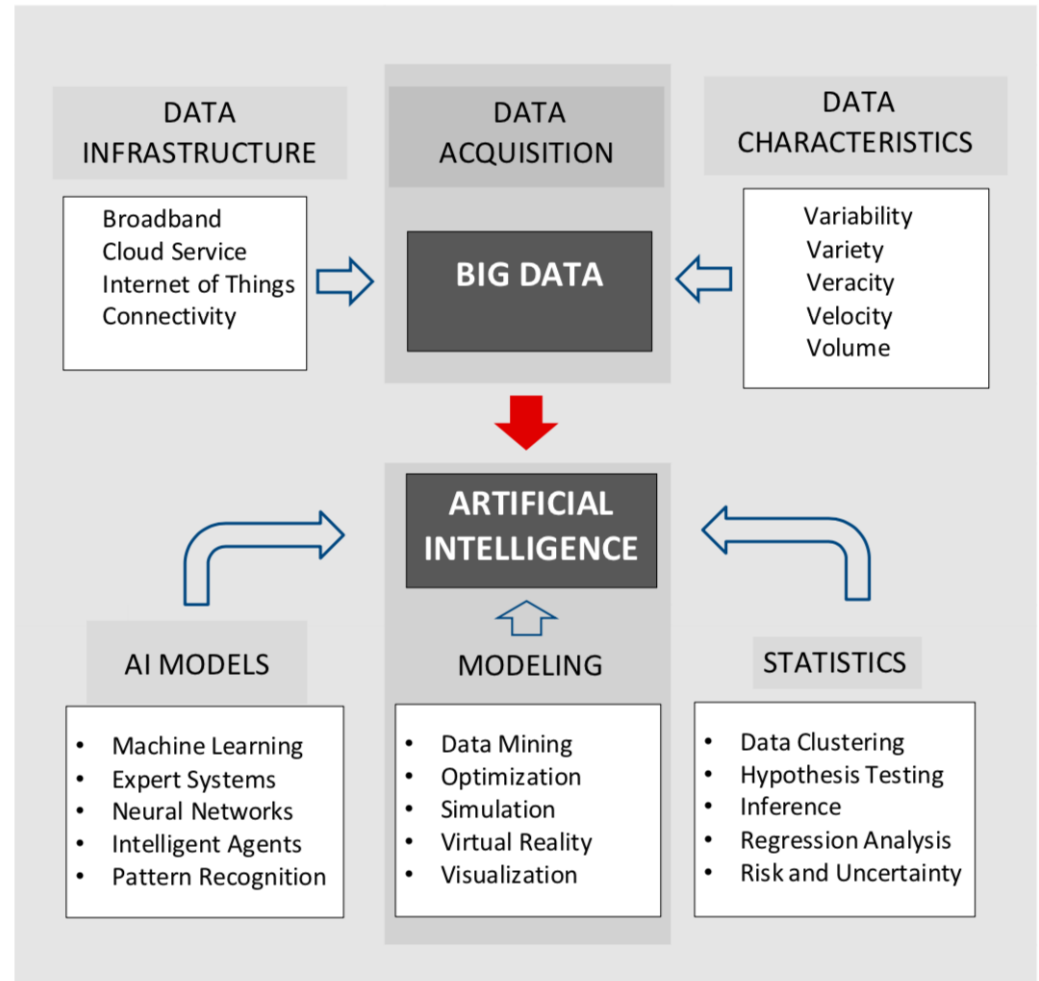 DATA
INFRASTRUCTURE
Broadband
Cloud Service
Internet of Things
Connectivity
DATA
ACQUISITION
BIG DATA
DATA
CHARACTERISTICS
Variability
Variety
Veracity
Velocity
Volume
ARTIFICIAL
INTELLIGENCE
AI MODELS
• Machine Learning
• Expert Systems
• Neural Networks
• Intelligent Agents
• Pattern Recognition
MODELING
• Data Mining
• Optimization
• Simulation
• Virtual Reality
• Visualization
STATISTICS
• Data Clustering
• Hypothesis Testing
• Inference
• Regression Analysis
• Risk and Uncertainty